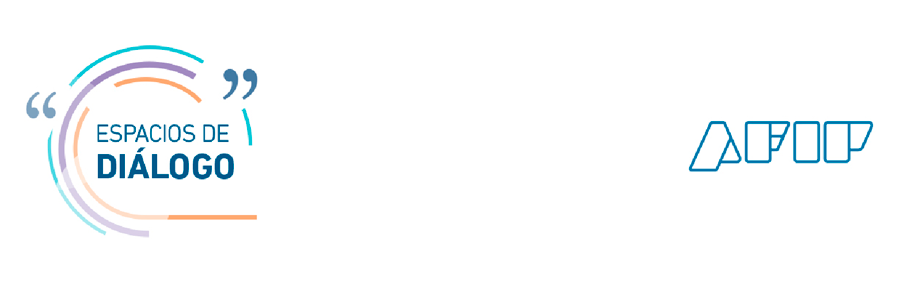 “ ”
ESPACIOS DE
DIÁLOGO
AFIP